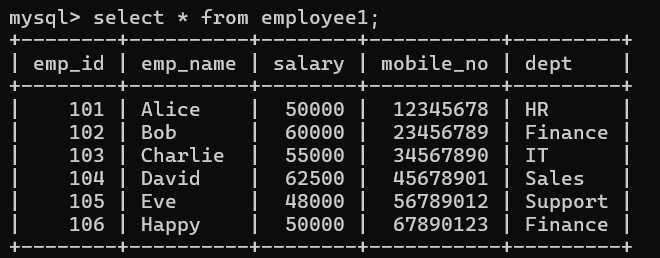 mysql> select * from employee1;
+--------+----------+--------+-----------+---------+
| emp_id | emp_name | salary | mobile_no | dept    |
+--------+----------+--------+-----------+---------+
|    101 | Alice    |  50000 |  12345678 | HR      |
|    102 | Bob      |  60000 |  23456789 | Finance |
|    103 | Charlie  |  55000 |  34567890 | IT      |
|    104 | David    |  62500 |  45678901 | Sales   |
|    105 | Eve      |  48000 |  56789012 | Support |
|    106 | Happy    |  50000 |  67890123 | Finance |
+--------+----------+--------+-----------+---------+